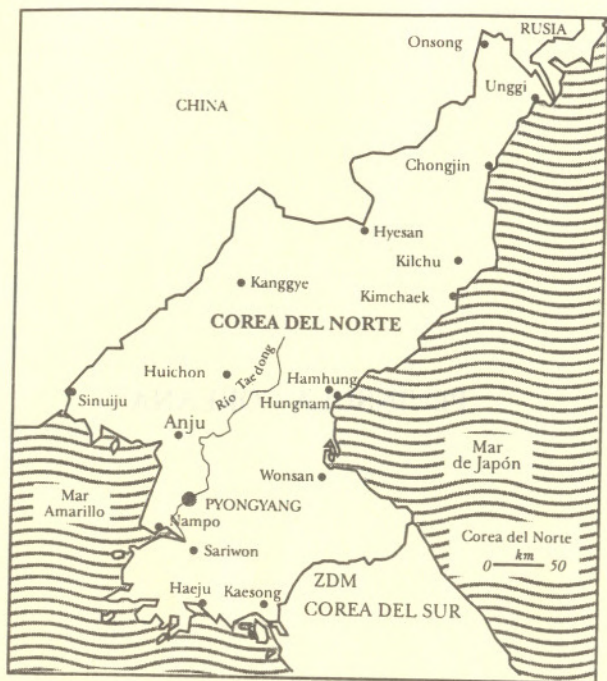 RUSIA
Onsong
Unggi
CHINA
Chongjin
Hyesan
Kilchu
Kanggye
Kimchaek
COREA DEL NORTE
Río Taedong
Huichon
Hamhung
Hungnam
Sinuiju
Anju
Mar
de Japón
Wonsan
Mar
Amarillo
PYONGYANG
Nampo
Corea del Norte
km
0 50
Sariwon
ZDM
Haeju
Kaesong
COREA DEL SUR